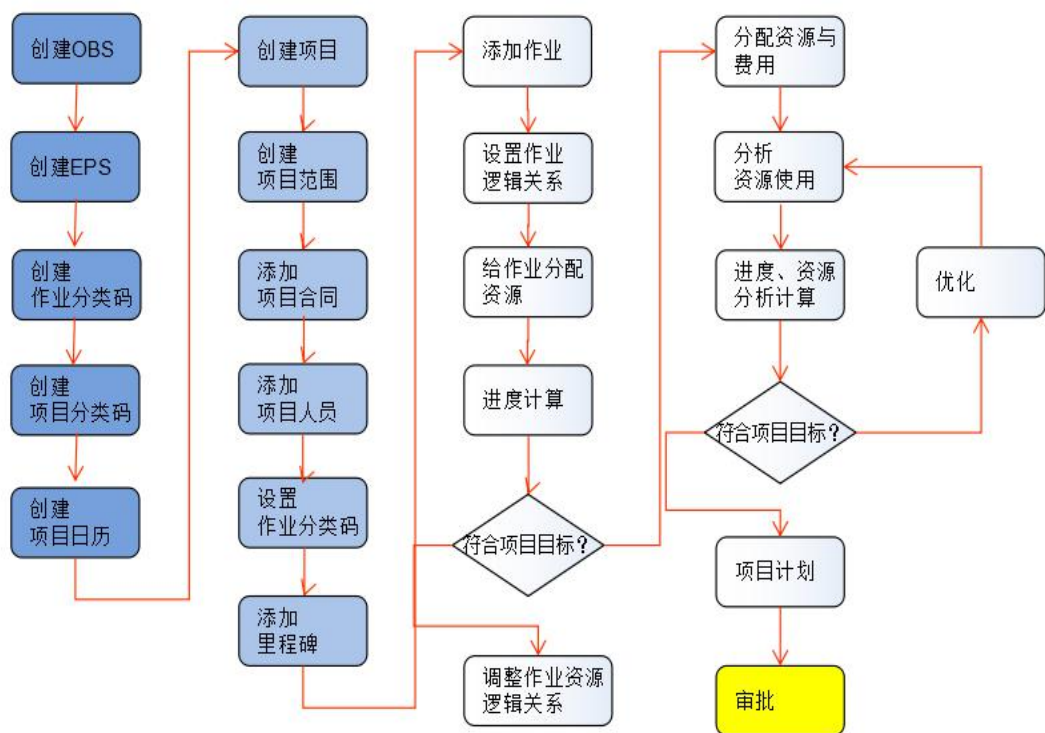 创建OBS
创建EPS
创建
作业分类码
创建
项目分类码
创建
项目日历
创建项目
创建
项目范围
添加
项目合同
添加
项目人员
设置
作业分类码
添加
里程碑
添加作业
设置作业
逻辑关系
给作业分配
资源
进度计算
符合项目目标？
调整作业资源
逻辑关系
分配资源与
费用
分析
资源使用
进度、资源
分析计算
符合项目目标？
项目计划
审批
优化